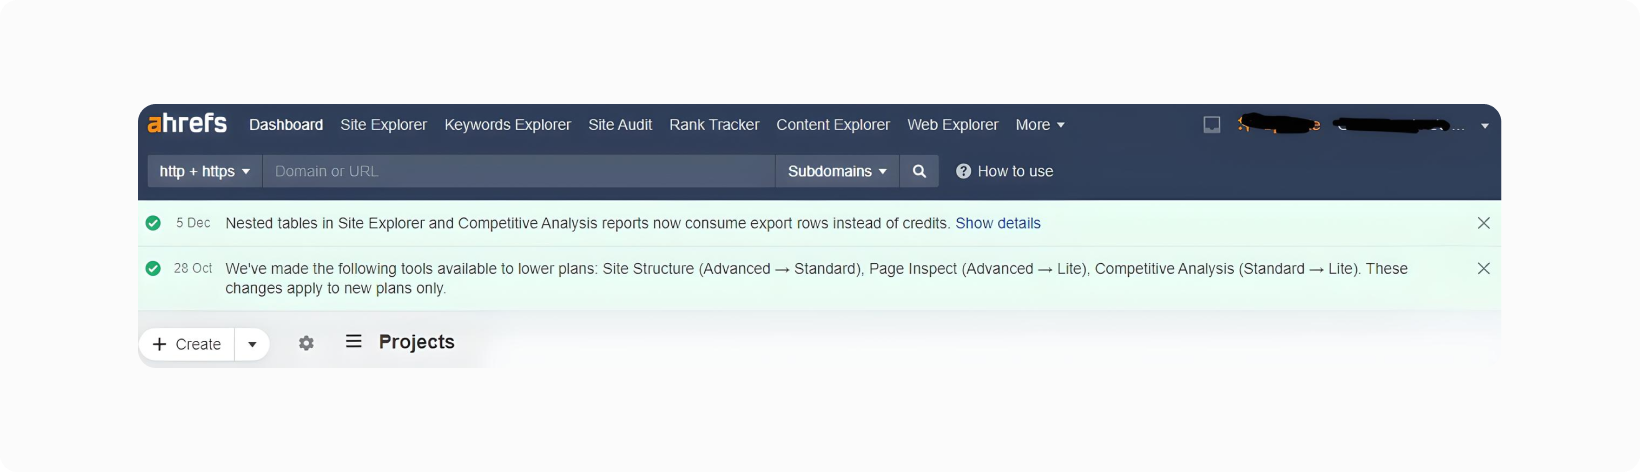 ahrefs Dashboard Site Explorer Keywords Explorer Site Audit Rank Tracker Content Explorer Web Explorer More
http + https Domain or URL Subdomains How to use
5 Dec Nested tables in Site Explorer and Competitive Analysis reports now consume export rows instead of credits. Show details
28 Oct We've made the following tools available to lower plans: Site Structure (Advanced → Standard), Page Inspect (Advanced → Lite), Competitive Analysis (Standard → Lite). These
changes apply to new plans only.
+ Create Projects